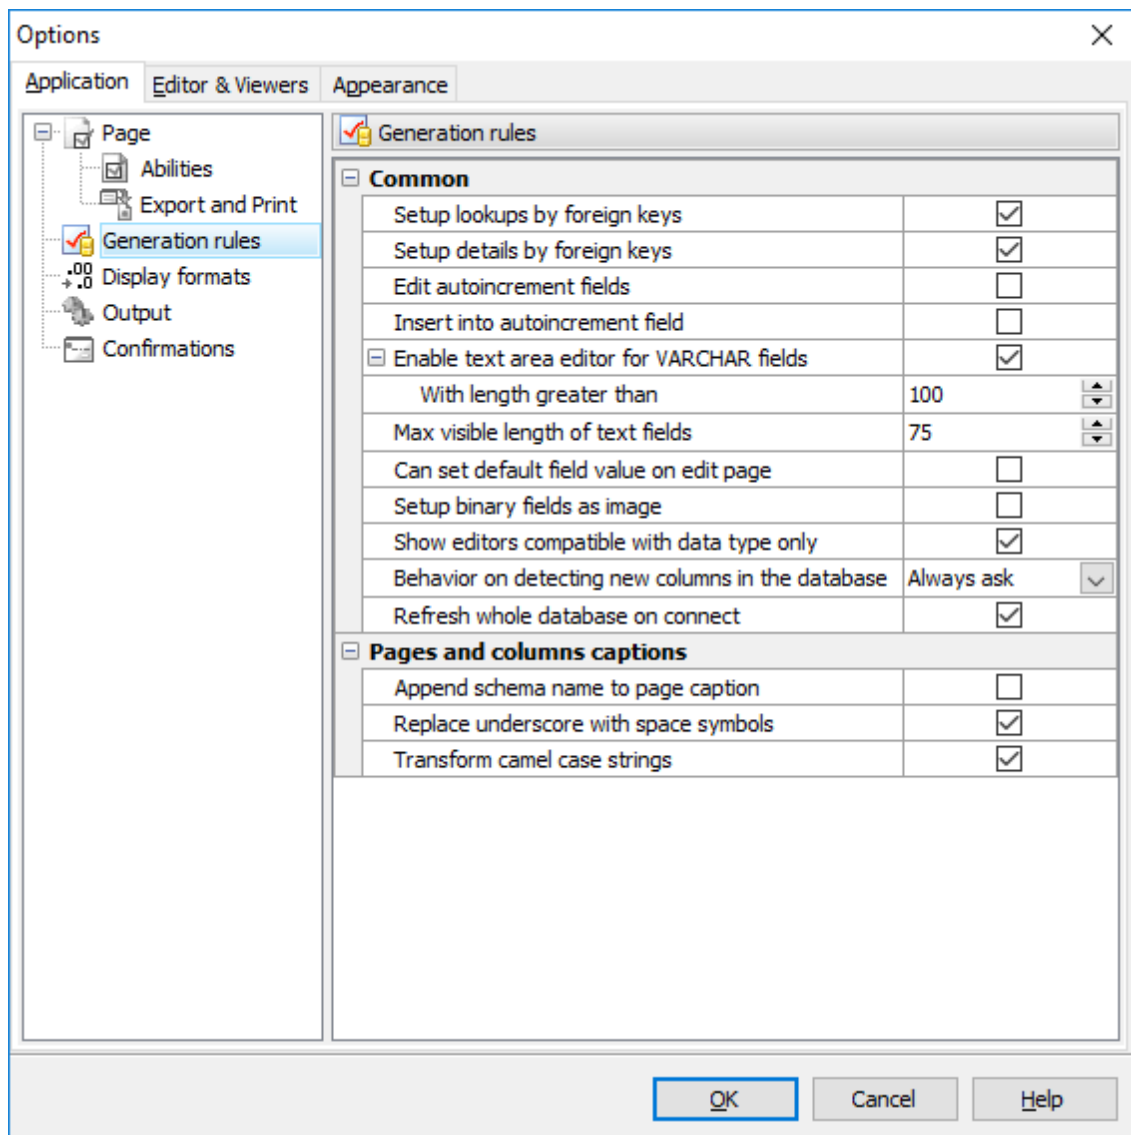 Options
Application Editor & Viewers Appearance
Page
Abilities
Export and Print
Generation rules
Display formats
Output
Confirmations
Generation rules
Common
Setup lookups by foreign keys
Setup details by foreign keys
Edit autoincrement fields
Insert into autoincrement field
Enable text area editor for VARCHAR fields
With length greater than 100
Max visible length of text fields 75
Can set default field value on edit page
Setup binary fields as image
Show editors compatible with data type only
Behavior on detecting new columns in the database Always ask
Refresh whole database on connect
Pages and columns captions
Append schema name to page caption
Replace underscore with space symbols
Transform camel case strings
OK Cancel Help